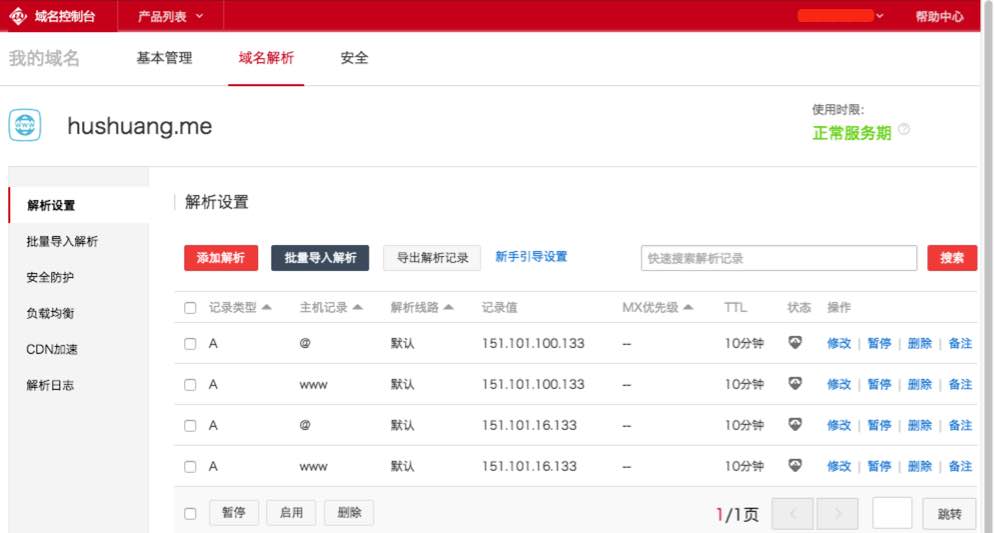 域名控制台 产品列表 帮助中心
我的域名 基本管理 域名解析 安全
使用时限:
www hushuang.me 正常服务期 ?
解析设置
批量导入解析
安全防护
负载均衡
CDN加速
解析日志
解析设置
添加解析 批量导入解析 导出解析记录 新手引导设置 快速搜索解析记录 搜索
记录类型 主机记录 解析线路 记录值 MX优先级 TTL 状态 操作
A @ 默认 151.101.100.133 -- 10分钟 修改 | 暂停 | 删除 | 备注
A www 默认 151.101.100.133 -- 10分钟 修改 | 暂停 | 删除 | 备注
A @ 默认 151.101.16.133 -- 10分钟 修改 | 暂停 | 删除 | 备注
A www 默认 151.101.16.133 -- 10分钟 修改 | 暂停 | 删除 | 备注
暂停 启用 删除 1/1页 < > 跳转